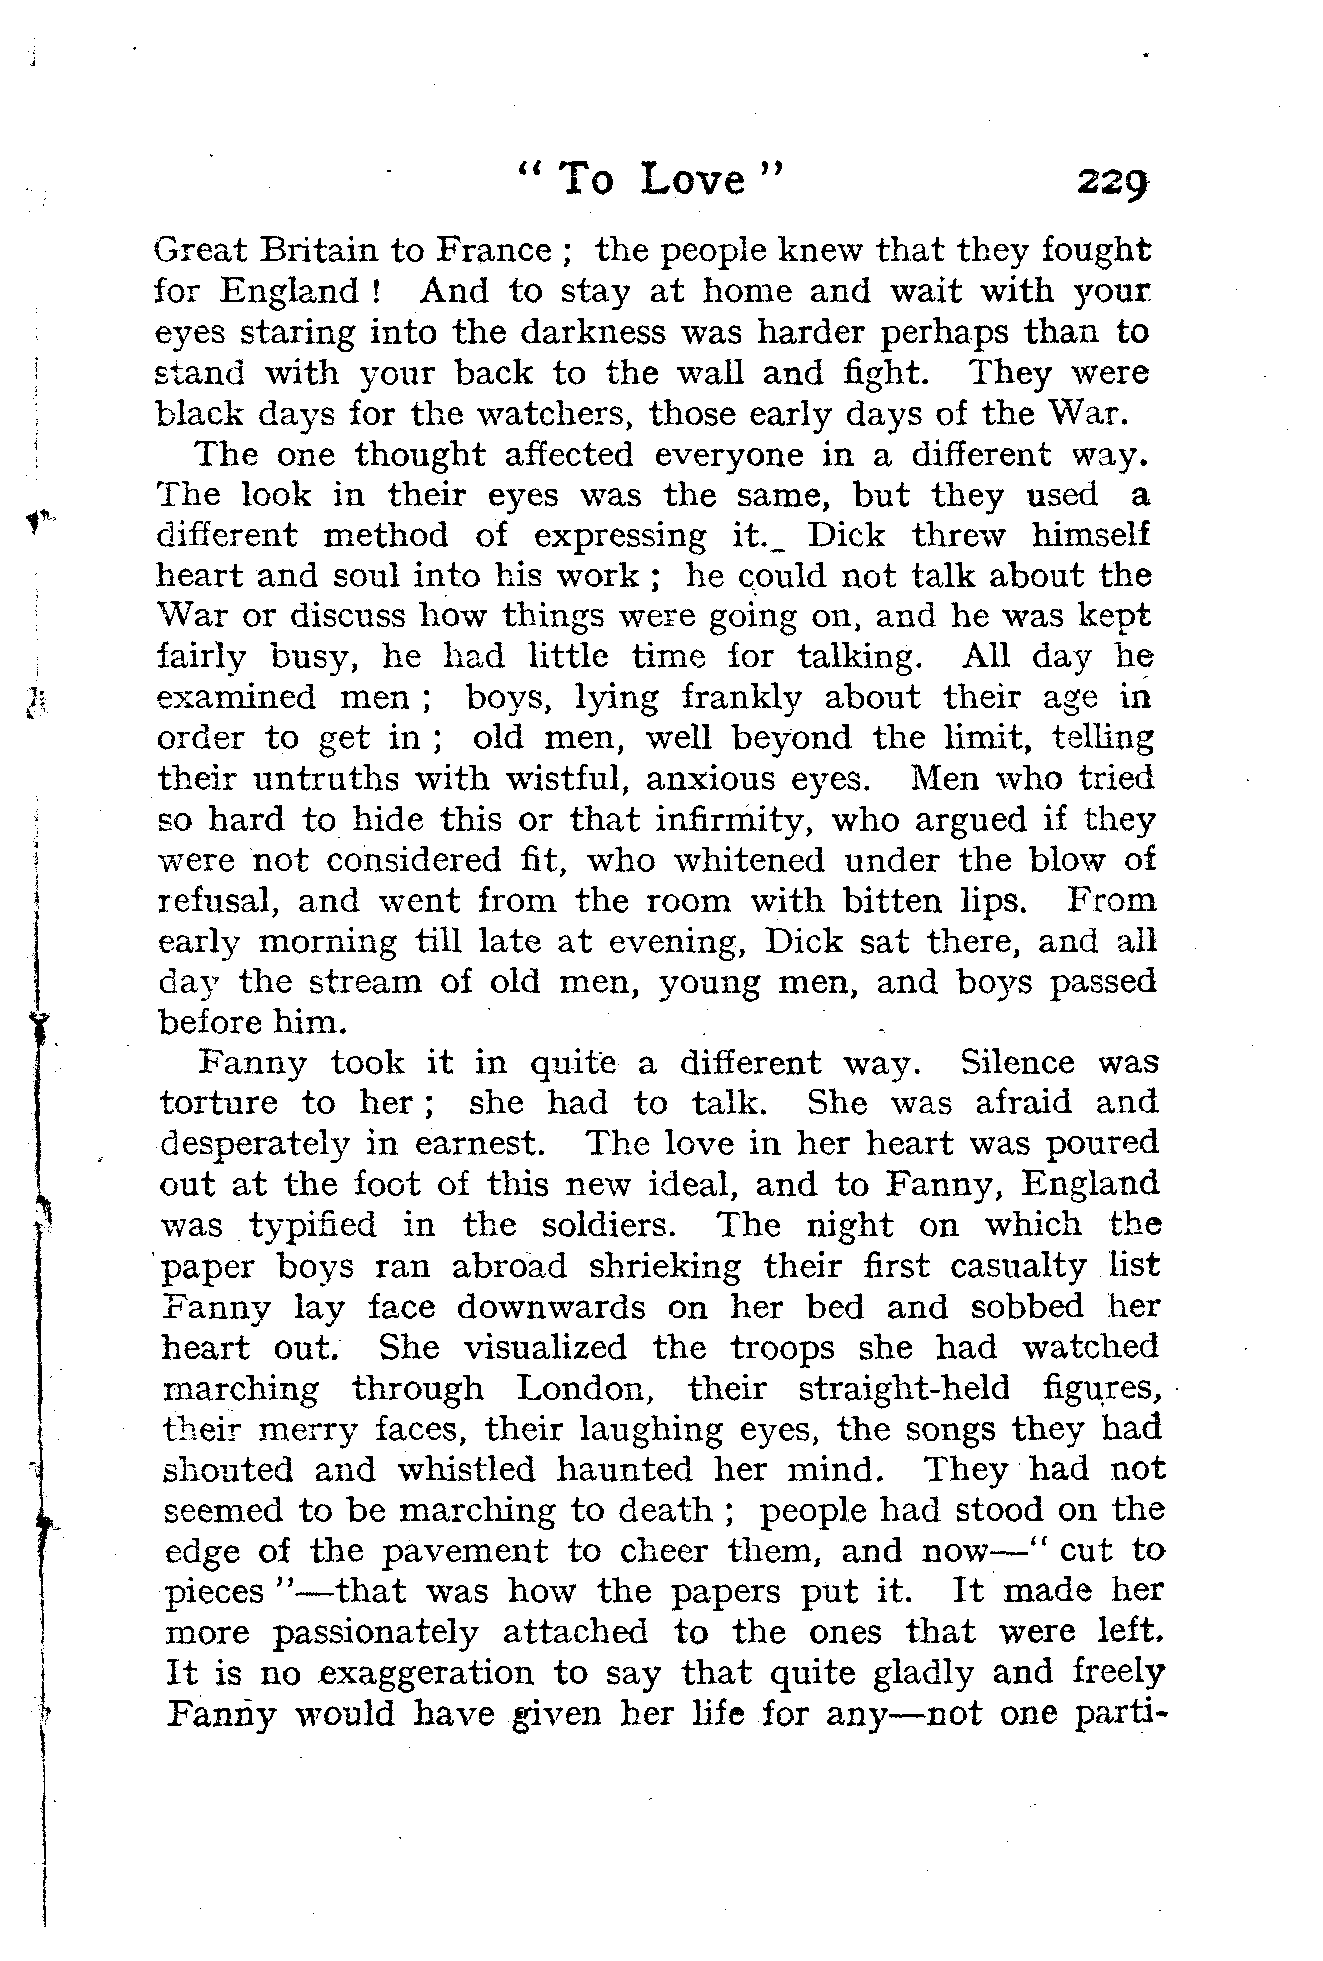 “ To Love ” 229
Great Britain to France ; the people knew that they fought
for England ! And to stay at home and wait with your
eyes staring into the darkness was harder perhaps than to
stand with your back to the wall and fight. They were
black days for the watchers, those early days of the War.
The one thought affected everyone in a different way.
The look in their eyes was the same, but they used a
different method of expressing it. Dick threw himself
heart and soul into his work ; he could not talk about the
War or discuss how things were going on, and he was kept
fairly busy, he had little time for talking. All day he
examined men ; boys, lying frankly about their age in
order to get in ; old men, well beyond the limit, telling
their untruths with wistful, anxious eyes. Men who tried
so hard to hide this or that infirmity, who argued if they
were not considered fit, who whitened under the blow of
refusal, and went from the room with bitten lips. From
early morning till late at evening, Dick sat there, and all
day the stream of old men, young men, and boys passed
before him.
Fanny took it in quite a different way. Silence was
torture to her ; she had to talk. She was afraid and
desperately in earnest. The love in her heart was poured
out at the foot of this new ideal, and to Fanny, England
was typified in the soldiers. The night on which the
paper boys ran abroad shrieking their first casualty list
Fanny lay face downwards on her bed and sobbed her
heart out. She visualized the troops she had watched
marching through London, their straight-held figures,
their merry faces, their laughing eyes, the songs they had
shouted and whistled haunted her mind. They had not
seemed to be marching to death ; people had stood on the
edge of the pavement to cheer them, and now—“ cut to
pieces ”—that was how the papers put it. It made her
more passionately attached to the ones that were left.
It is no exaggeration to say that quite gladly and freely
Fanny would have given her life for any—not one parti-